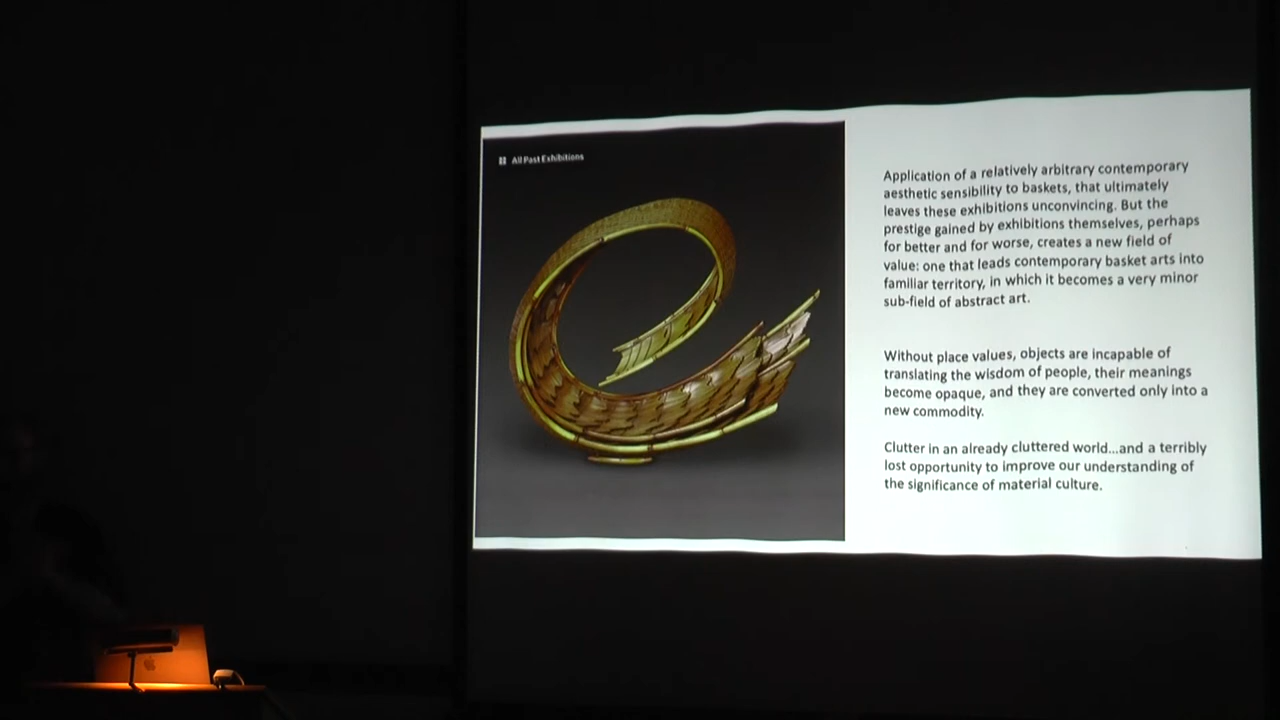 All Past Exhibitions
Application of a relatively arbitrary contemporary
aesthetic sensibility to baskets, that ultimately
leaves these exhibitions unconvincing. But the
prestige gained by exhibitions themselves, perhaps
for better and for worse, creates a new field of
value: one that leads contemporary basket arts into
familiar territory, in which it becomes a very minor
sub-field of abstract art.
Without place values, objects are incapable of
translating the wisdom of people, their meanings
become opaque, and they are converted only into a
new commodity.
Clutter in an already cluttered world...and a terribly
lost opportunity to improve our understanding of
the significance of material culture.